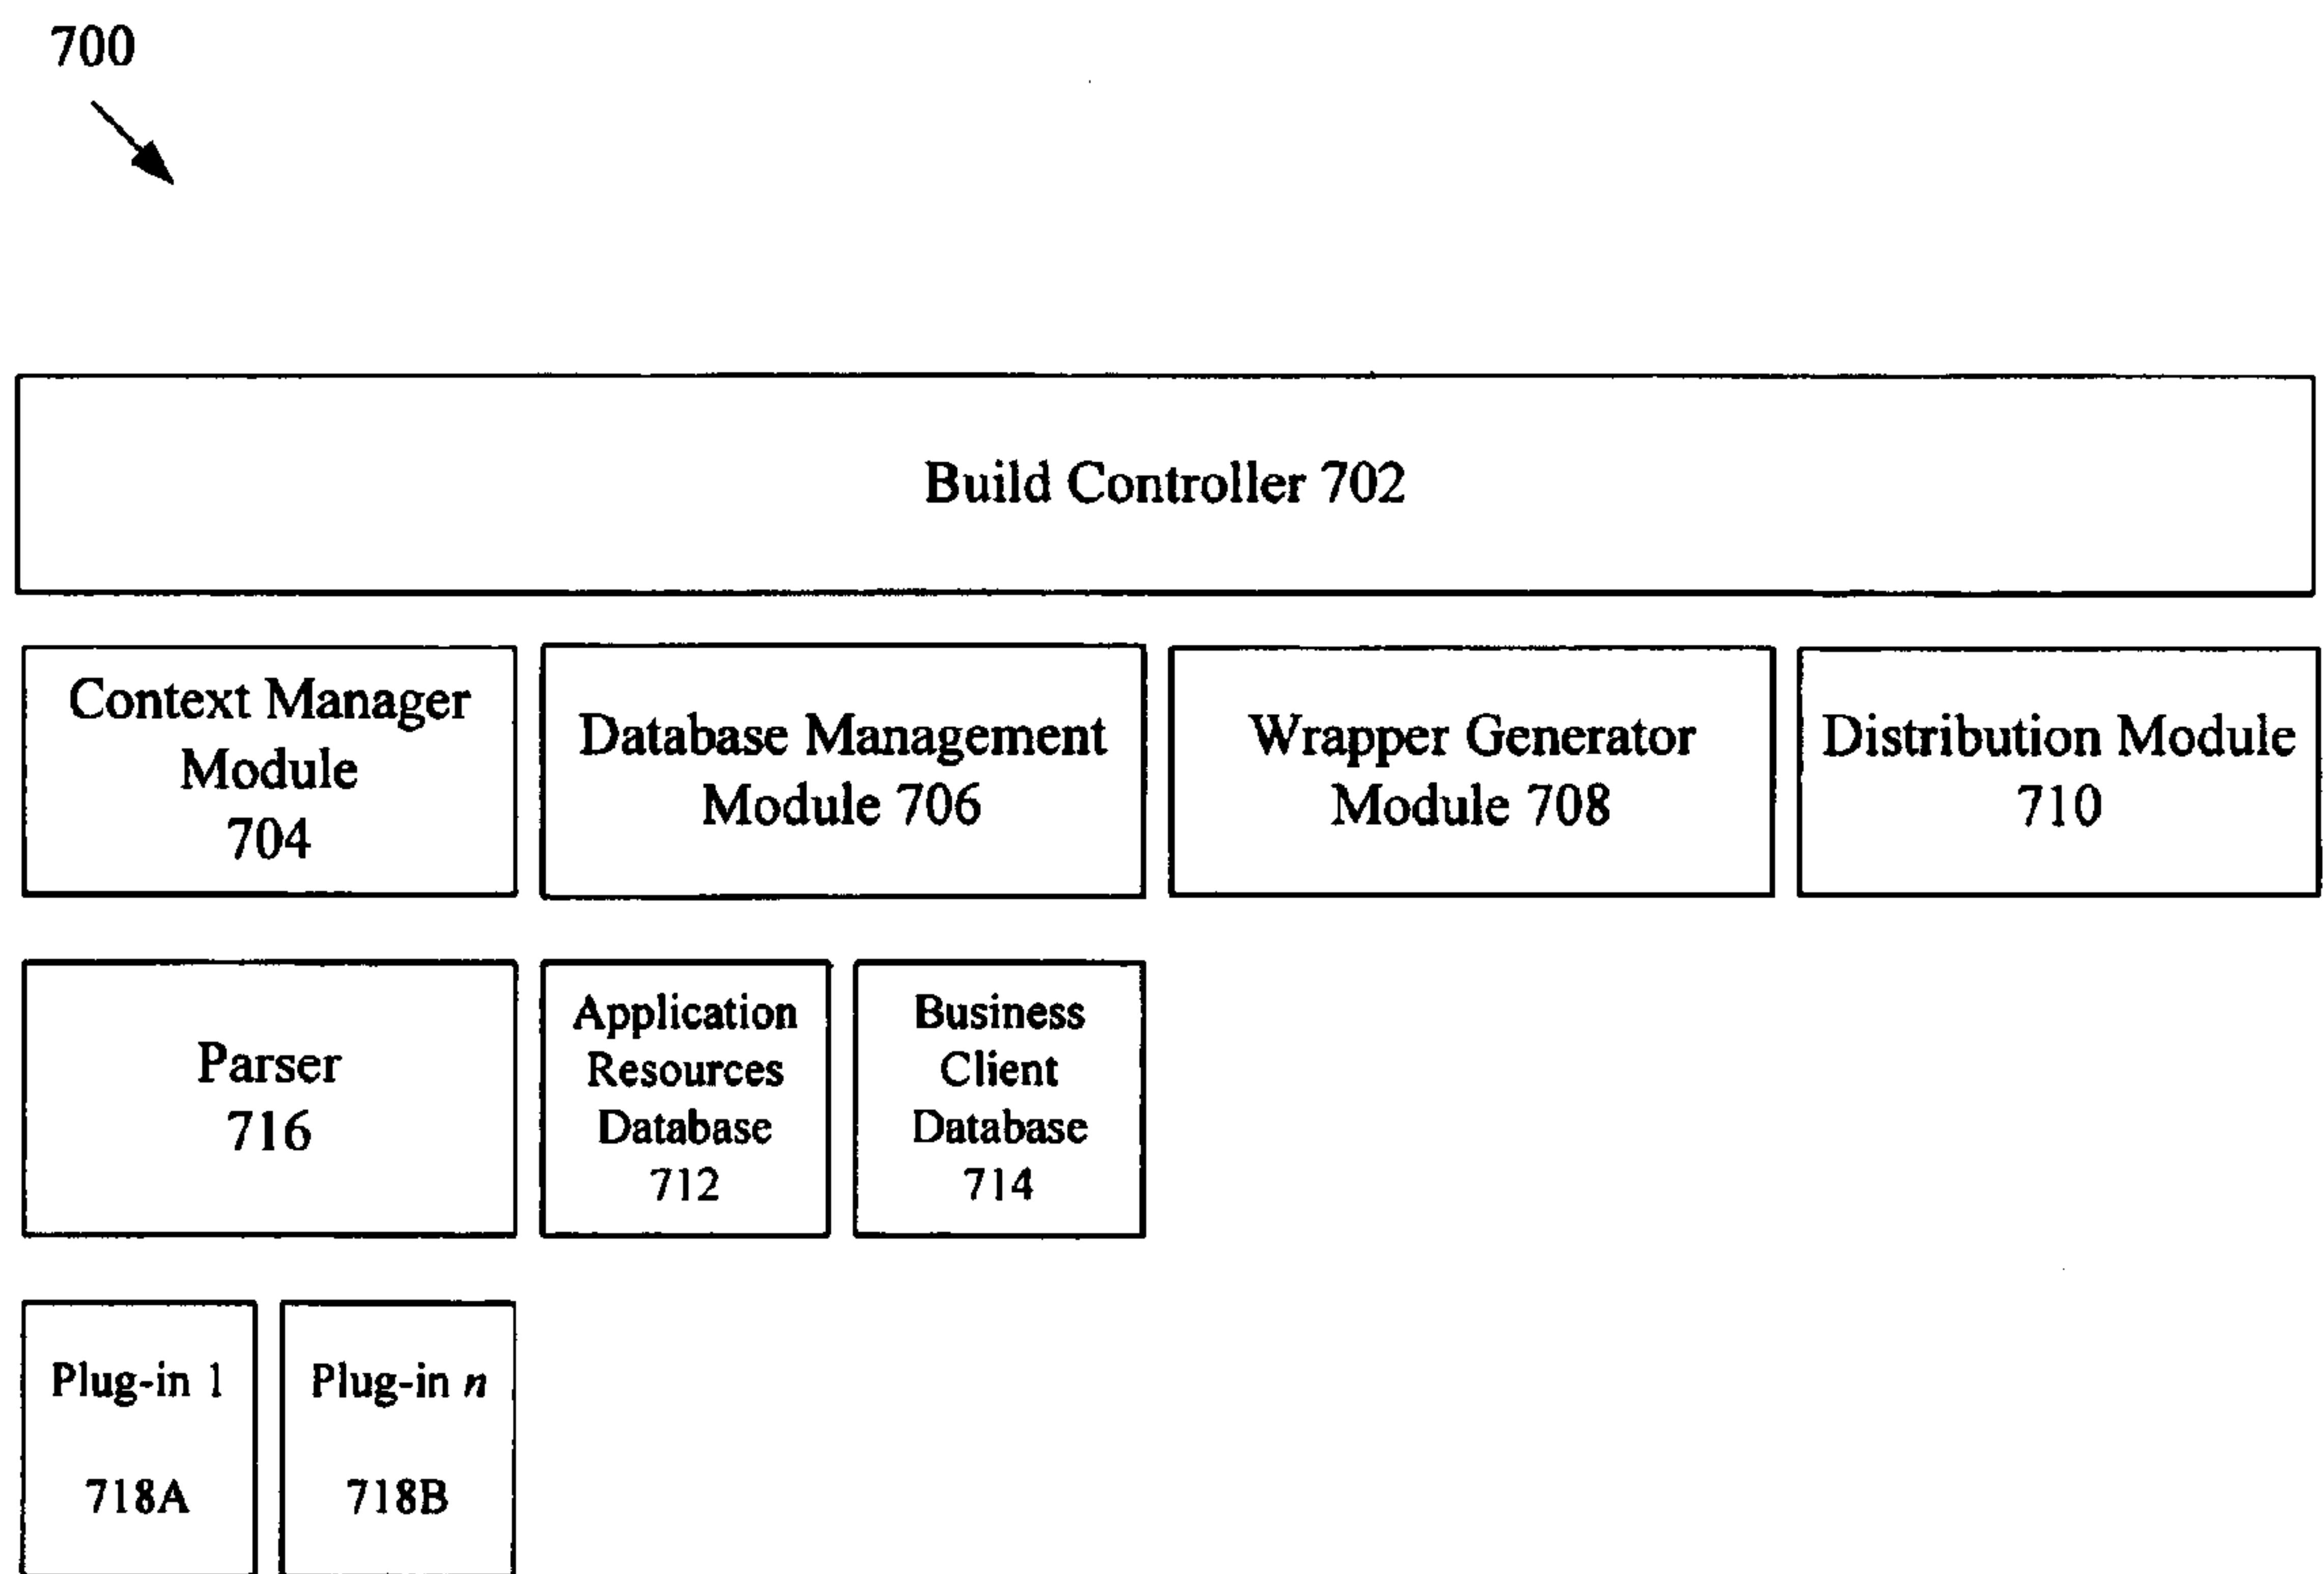 700
Build Controller 702
Context Manager
Module
704
Database Management
Module 706
Wrapper Generator
Module 708
Distribution Module
710
Parser
716
Application
Resources
Database
712
Business
Client
Database
714
Plug-in 1
718A
Plug-in n
718B